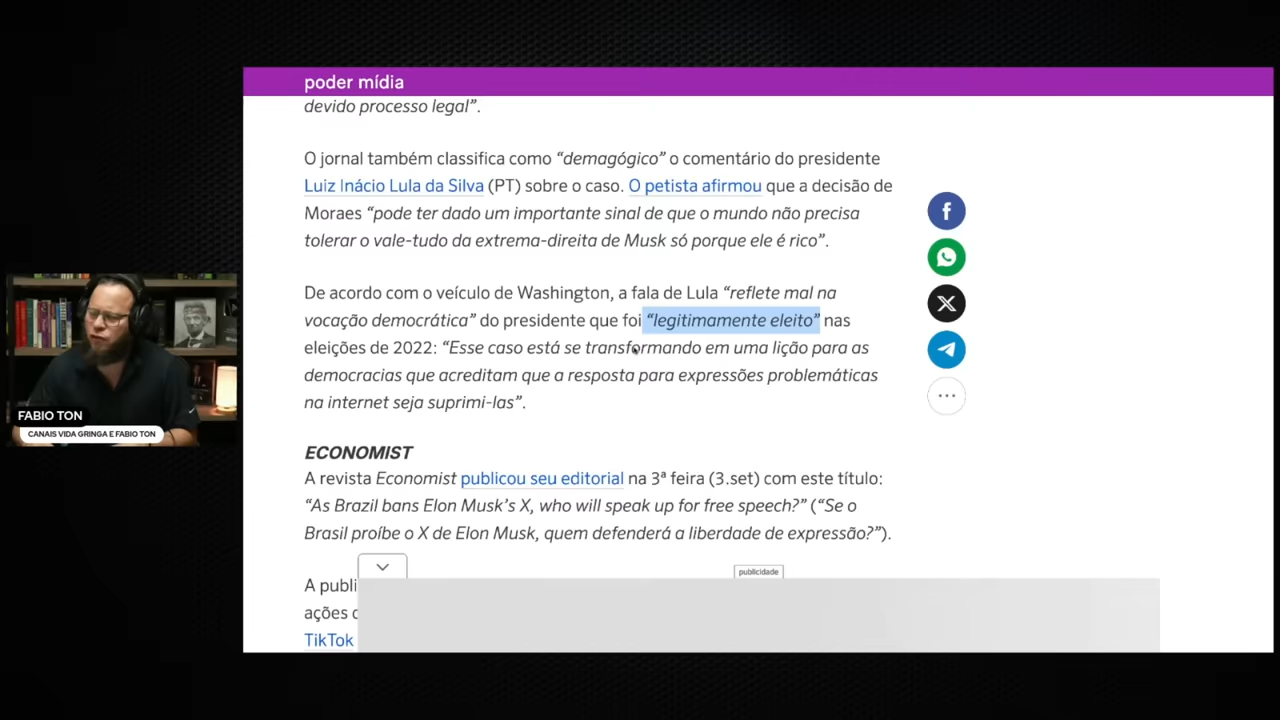 poder mídia
devido processo legal”.
O jornal também classifica como “demagógico” o comentário do presidente
Luiz Inácio Lula da Silva (PT) sobre o caso. O petista afirmou que a decisão de
Moraes “pode ter dado um importante sinal de que o mundo não precisa
tolerar o vale-tudo da extrema-direita de Musk só porque ele é rico”.
De acordo com o veículo de Washington, a fala de Lula “reflete mal na
vocação democrática” do presidente que foi “legitimamente eleito” nas
eleições de 2022: “Esse caso está se transformando em uma lição para as
democracias que acreditam que a resposta para expressões problemáticas
na internet seja suprimi-las”.
ECONOMIST
A revista Economist publicou seu editorial na 3ª feira (3.set) com este título:
“As Brazil bans Elon Musk’s X, who will speak up for free speech?” (“Se o
Brasil proíbe o X de Elon Musk, quem defenderá a liberdade de expressão?”).
publicidade
A publi
ações
TikTok
FABIO TON
CANAIS VIDA GRINGA E FABIO TON